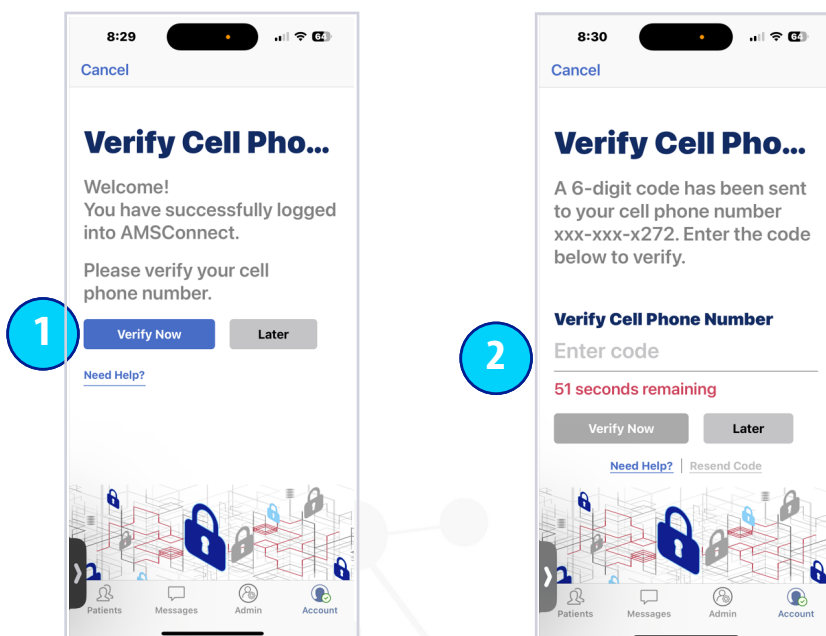 8:29
64
Cancel
Verify Cell Pho...
Welcome!
You have successfully logged
into AMSConnect.
Please verify your cell
phone number.
1
Verify Now
Later
Need Help?
Patients
Messages
Admin
Account
8:30
64
Cancel
Verify Cell Pho...
A 6-digit code has been sent
to your cell phone number
xxx-xxx-x272. Enter the code
below to verify.
Verify Cell Phone Number
2
Enter code
51 seconds remaining
Verify Now
Later
Need Help?
Resend Code
Patients
Messages
Admin
Account